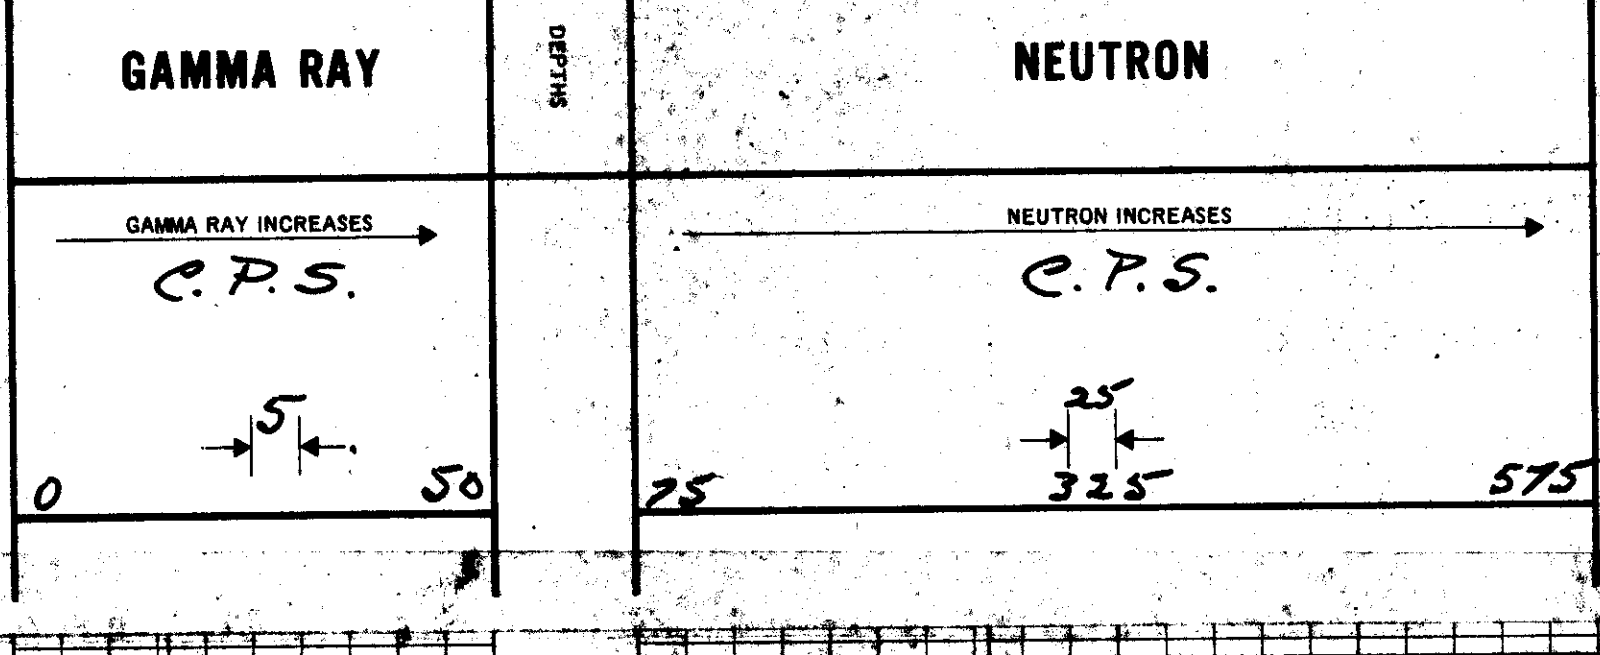 GAMMA RAY
DEPTHS
NEUTRON
GAMMA RAY INCREASES
C.P.S.
NEUTRON INCREASES
C.P.S.
5
0
50
25
75
325
575